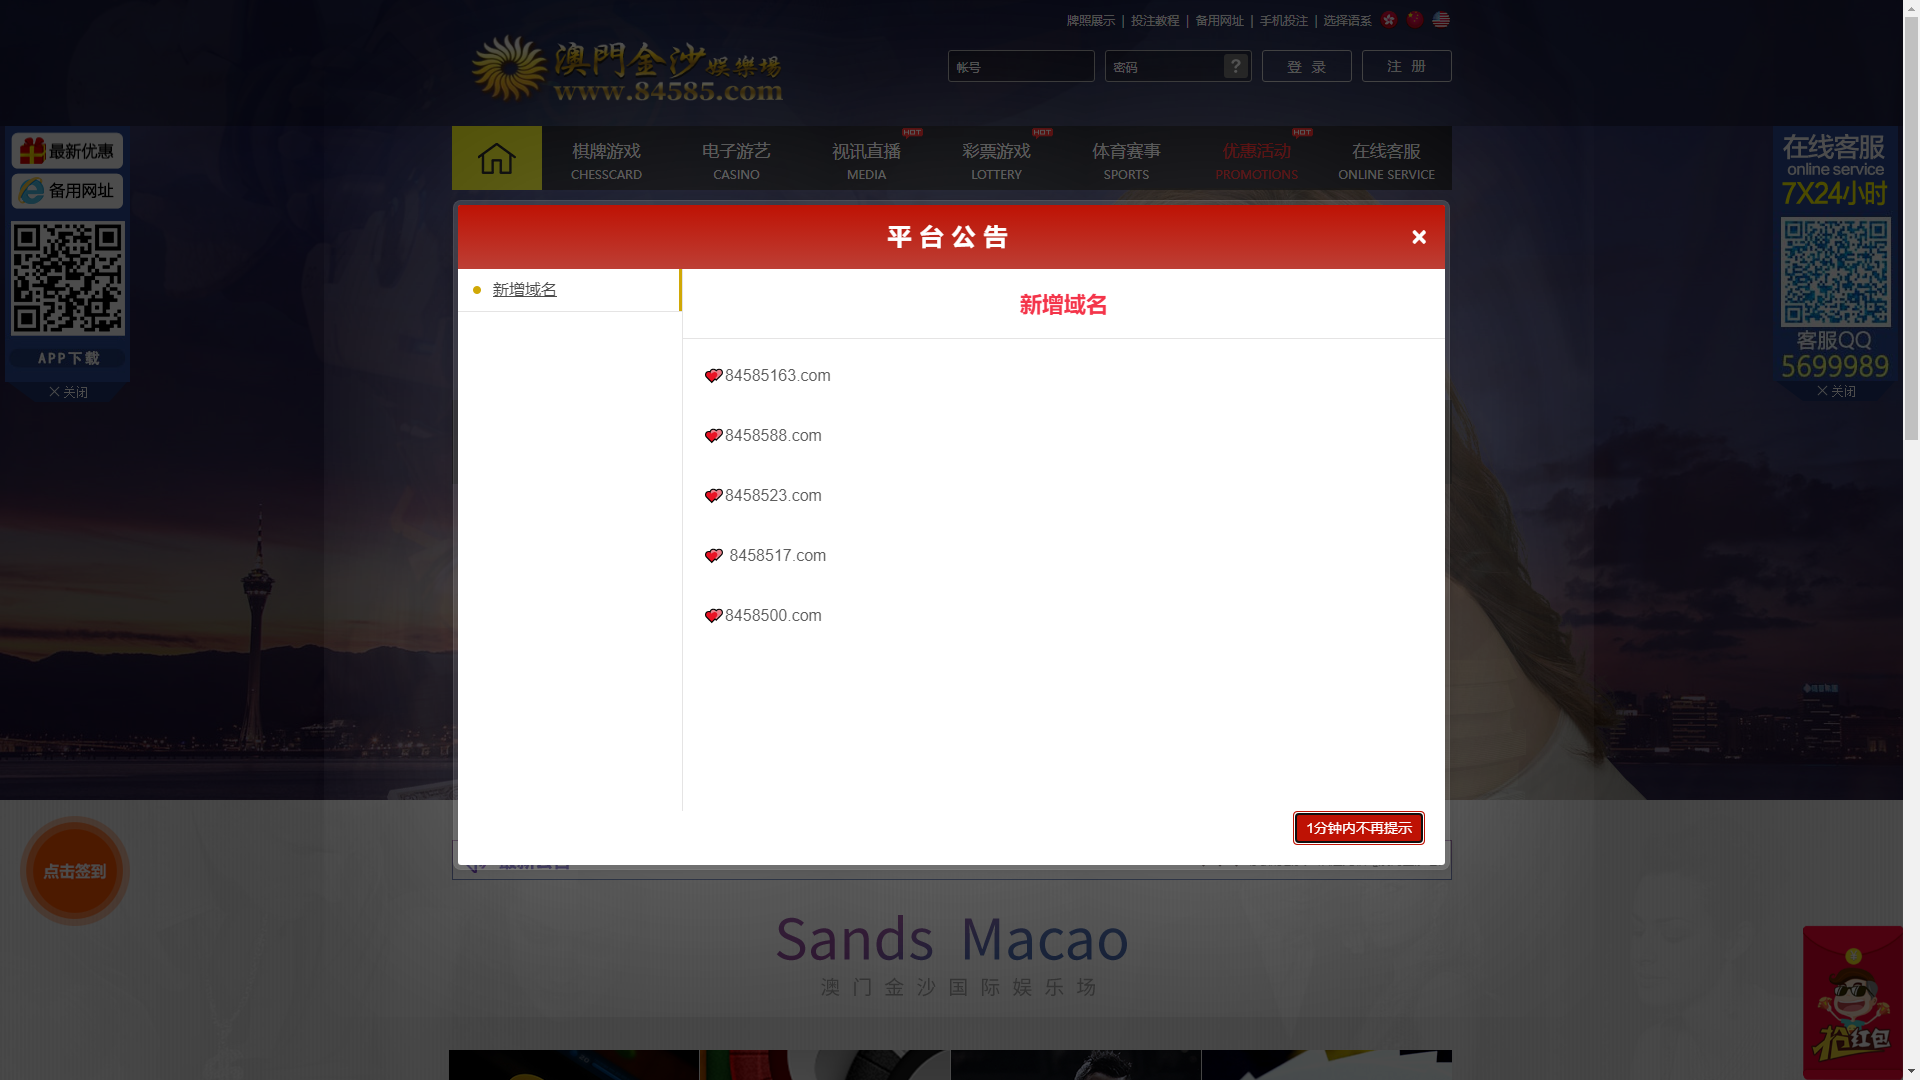 牌照展示 | 投注教程 | 备用网址 | 手机投注 | 选择语系
澳門金沙娱樂場
www.84585.com
帐号
密码
?
登 录
注 册
棋牌游戏
CHESSCARD
电子游艺
CASINO
HOT
视讯直播
MEDIA
HOT
彩票游戏
LOTTERY
体育赛事
SPORTS
HOT
优惠活动
PROMOTIONS
在线客服
ONLINE SERVICE
最新优惠
备用网址
APP下载
关闭
在线客服
online service
7X24小时
客服QQ
5699989
关闭
平台公告
新增域名
新增域名
84585163.com
8458588.com
8458523.com
8458517.com
8458500.com
1分钟内不再提示
点击签到
最新公告
Sands Macao
澳门金沙国际娱乐场
抢红包